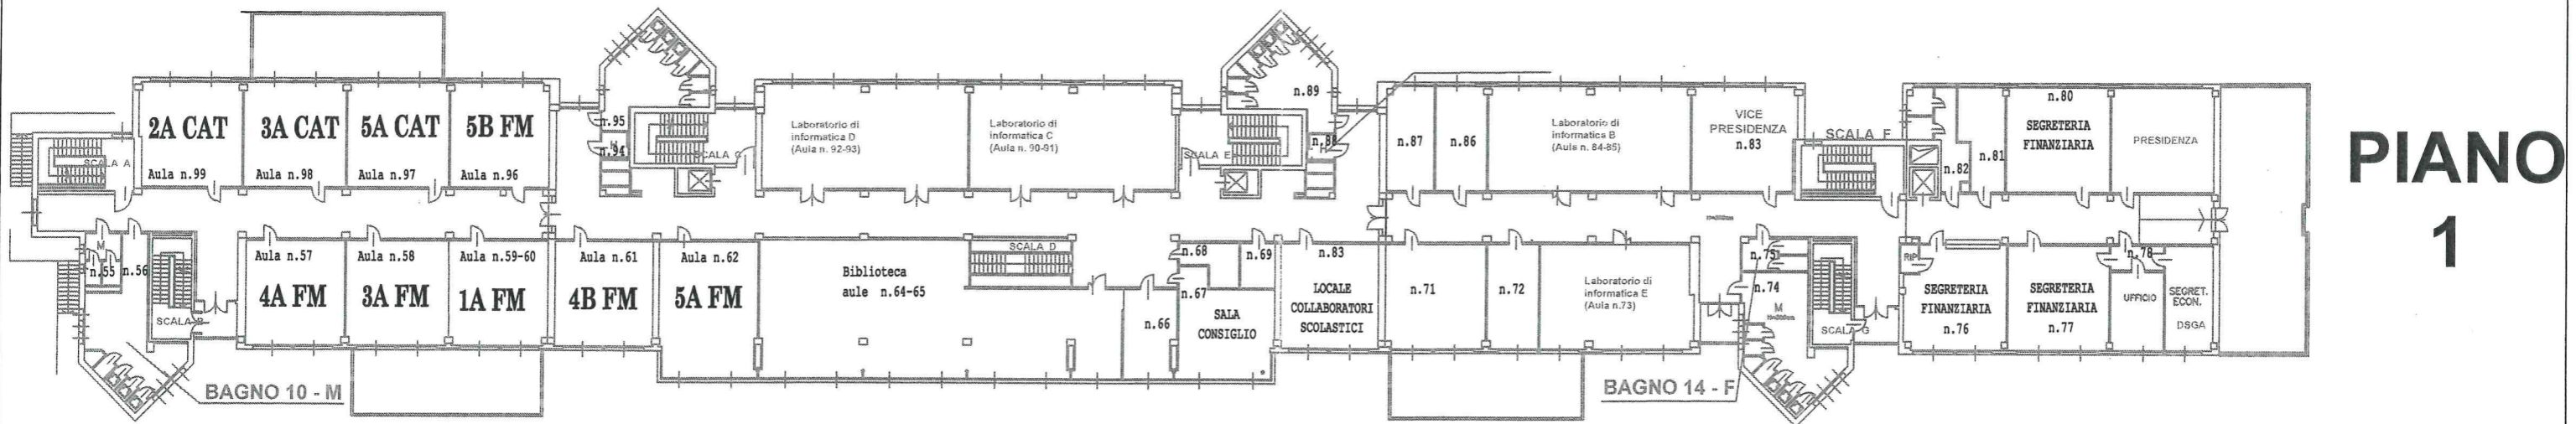 PIANO
1
2A CAT
3A CAT
5A CAT
5B FM
Aula n.99
Aula n.98
Aula n.97
Aula n.96
SCALA A
n.95
n.94
SCALA C
Laboratorio di
informatica D
(Aula n. 92-93)
Laboratorio di
informatica C
(Aula n. 90-91)
SCALA E
n.89
n.88
n.87
n.86
Laboratorio di
informatica B
(Aula n. 84-85)
VICE
PRESIDENZA
n.83
SCALA F
n.82
n.81
n.80
SEGRETERIA
FINANZIARIA
PRESIDENZA
M
n.55
n.56
SCALA B
Aula n.57
4A FM
Aula n.58
3A FM
Aula n.59-60
1A FM
Aula n.61
4B FM
Aula n.62
5A FM
Biblioteca
aule n.64-65
SCALA D
n.66
n.68
n.67
n.69
SALA
CONSIGLIO
n.83
LOCALE
COLLABORATORI
SCOLASTICI
n.71
n.72
Laboratorio di
informatica E
(Aula n.73)
n.75
n.74
M
SCALA G
RIP
SEGRETERIA
FINANZIARIA
n.76
SEGRETERIA
FINANZIARIA
n.77
n.78
UFFICIO
SEGRET.
ECON.
DSGA
BAGNO 10 - M
BAGNO 14 - F